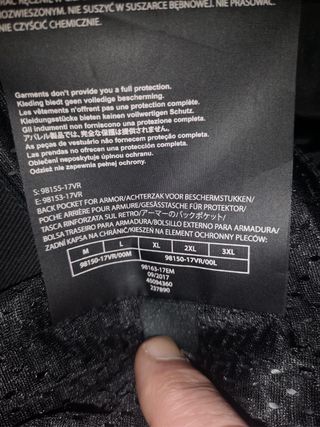 ROZWIESZONYM. NIE SUSZYĆ W SUSZARCE BĘBNOWEJ. NIE PRASOWAĆ.
NIE CZYŚCIĆ CHEMICZNIE.
Garments don't provide you a full protection.
Kleding biedt geen volledige bescherming.
Les vêtements n'offrent pas une protection complète.
Kleidungsstücke bieten keinen vollwertigen Schutz.
Gli indumenti non forniscono una protezione completa.
アパレル製品では、完全な保護は得られません。
As peças de vestuário não fornecem protecção completa.
Las prendas no proporcionan una protección completa.
Oblečení neposkytuje úplnou ochranu.
Odzież nie zapewnia pełnej ochrony.
S: 98155-17VR
E: 98153-17VR
BACK POCKET FOR ARMOR/ACHTERZAK VOOR BESCHERMSTUKKEN/
POCHE ARRIÈRE POUR ARMURE/GESÄSSTASCHE FÜR PROTEKTOR/
TASCA RINFORZATA SUL RETRO/アーマーのバックポケット/
BOLSA TRASEIRO PARA ARMADURA/BOLSILLO EXTERNO PARA ARMADURA/
ZADNÍ KAPSA NA CHRÁNIČ/KIESZEŃ NA ELEMENT OCHRONNY PLECÓW:
M L XL 2XL 3XL
98150-17VR/00M 98150-17VR/00L
98163-17EM
09/2017
45094360
237890